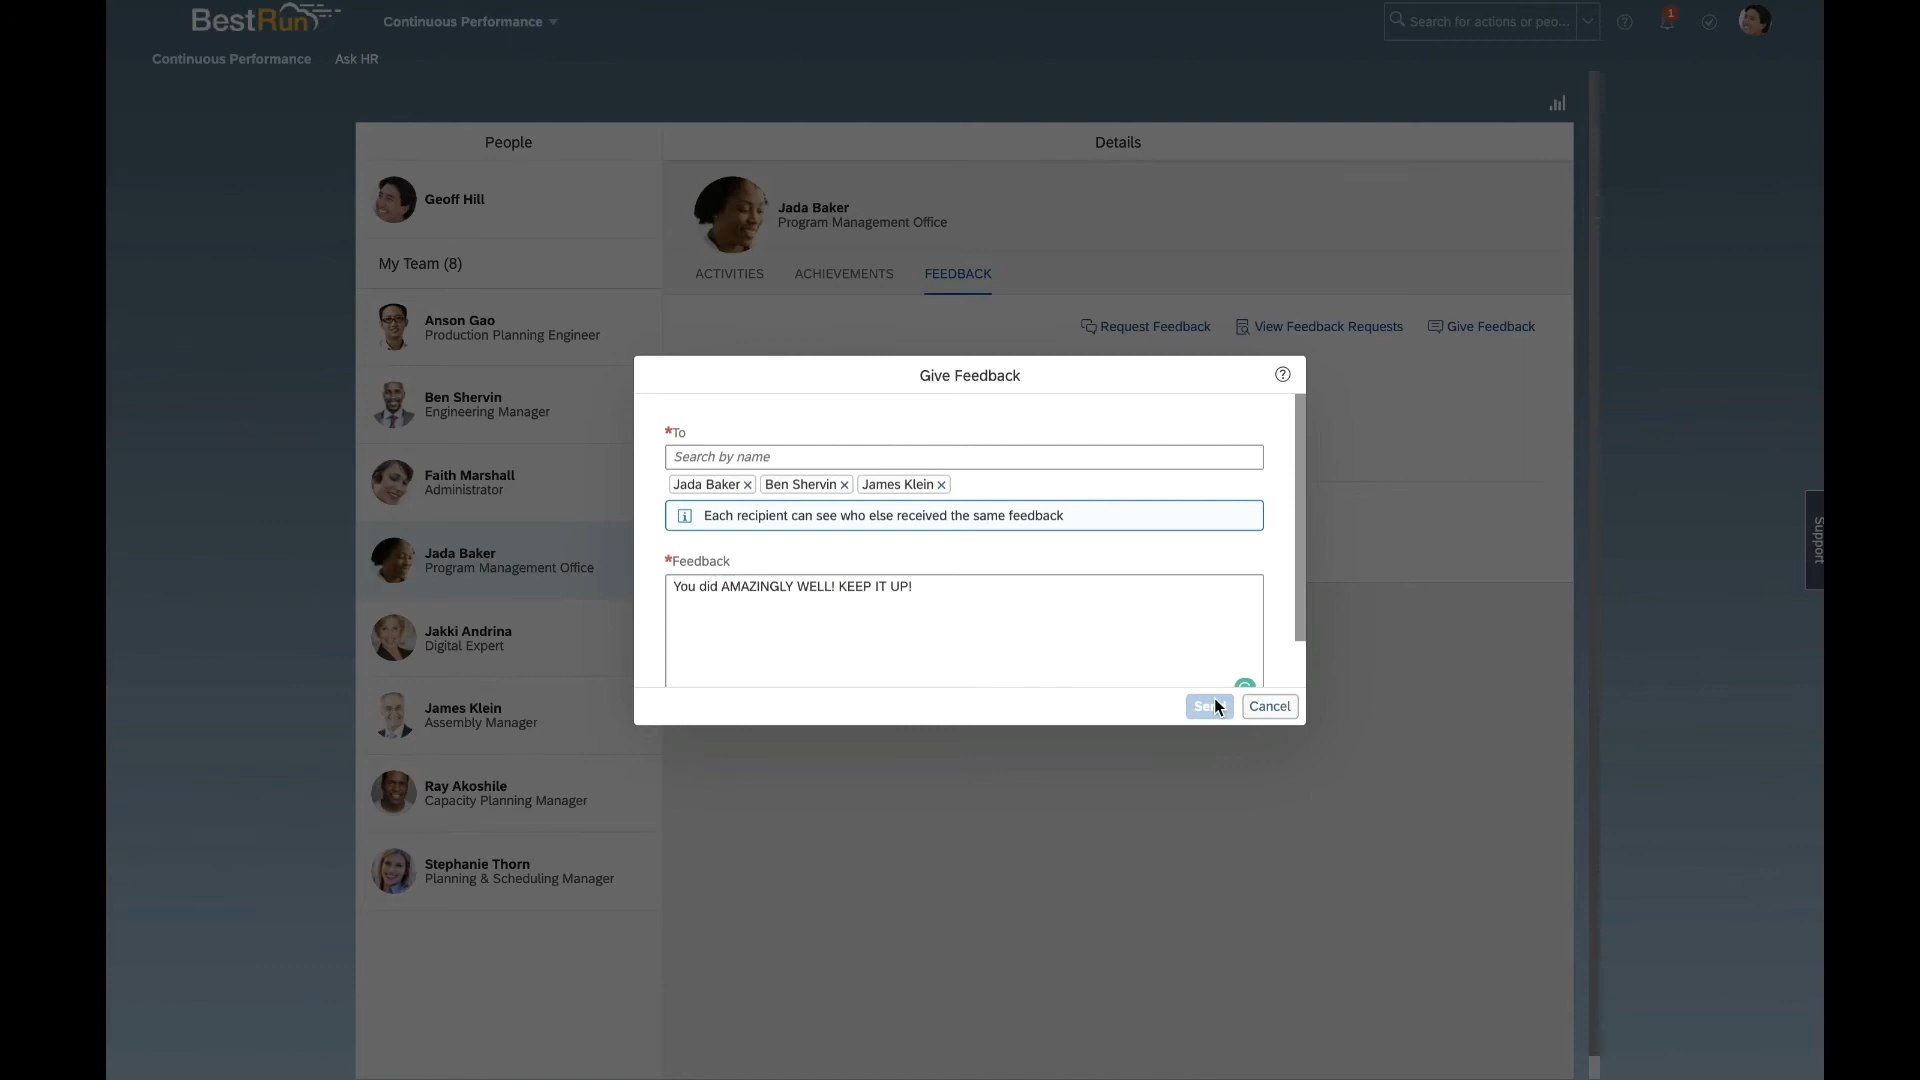 BestRun
Continuous Performance
Search for actions or peo...
1
Continuous Performance
Ask HR
People
Details
Geoff Hill
Jada Baker
Program Management Office
My Team (8)
ACTIVITIES
ACHIEVEMENTS
FEEDBACK
Anson Gao
Production Planning Engineer
Request Feedback
View Feedback Requests
Give Feedback
Ben Shervin
Engineering Manager
Faith Marshall
Administrator
Jada Baker
Program Management Office
Jakki Andrina
Digital Expert
James Klein
Assembly Manager
Ray Akoshile
Capacity Planning Manager
Stephanie Thorn
Planning & Scheduling Manager
Give Feedback
*To
Search by name
Jada Baker × Ben Shervin × James Klein ×
Each recipient can see who else received the same feedback
*Feedback
You did AMAZINGLY WELL! KEEP IT UP!
Cancel
Support